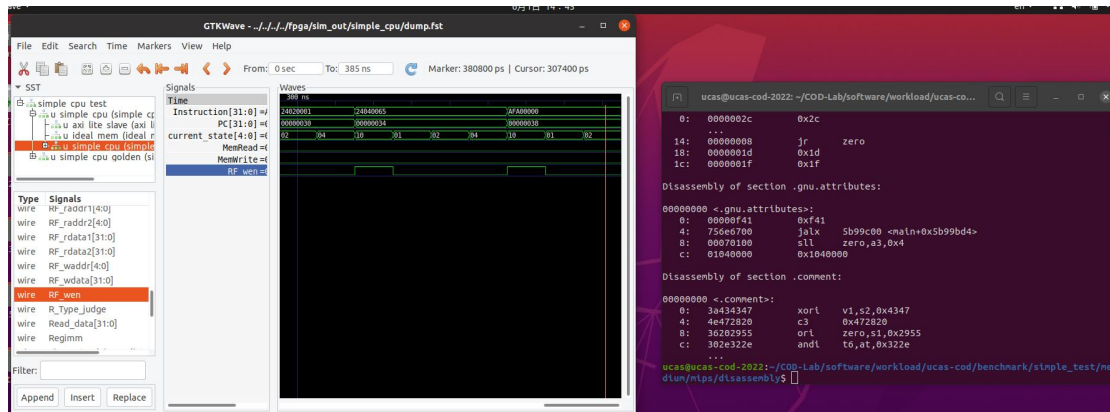 6月1日 14 : 43
en
GTKWave - ../../../../fpga/sim_out/simple_cpu/dump.fst
File Edit Search Time Markers View Help
From: 0 sec To: 385 ns Marker: 380800 ps | Cursor: 307400 ps
SST
simple cpu test
u simple cpu (simple cp
u axi lite slave (axi li
u ideal mem (ideal r
u simple cpu (simple
u simple cpu golden (si
Type Signals
wire RF_raddr1[4:0]
wire RF_raddr2[4:0]
wire RF_rdata1[31:0]
wire RF_rdata2[31:0]
wire RF_waddr[4:0]
wire RF_wdata[31:0]
wire RF_wen
wire R_Type_judge
wire Read_data[31:0]
wire Regimm
Filter:
Append Insert Replace
Signals
Time
Instruction[31:0] =
PC[31:0] =
current_state[4:0] =
MemRead =
MemWrite =
RF_wen =
Waves
300 ns
24020001 24040065 AFA00000
00000030 00000034 00000038
02 04 10 01 02 04 10 01 02
ucas@ucas-cod-2022: ~/COD-Lab/software/workload/ucas-co...
0: 0000002c 0x2c
...
14: 00000008 jr zero
18: 0000001d 0x1d
1c: 0000001f 0x1f
Disassembly of section .gnu.attributes:
00000000 <.gnu.attributes>:
0: 00000f41 0xf41
4: 756e6700 jalx 5b99c00 <main+0x5b99bd4>
8: 00070100 sll zero,a3,0x4
c: 01040000 0x1040000
Disassembly of section .comment:
00000000 <.comment>:
0: 3a434347 xori v1,s2,0x4347
4: 4e472820 c3 0x472820
8: 36202955 ori zero,s1,0x2955
c: 302e322e andi t6,at,0x322e
...
ucas@ucas-cod-2022:~/COD-Lab/software/workload/ucas-cod/benchmark/simple_test/me
dium/mips/disassembly$